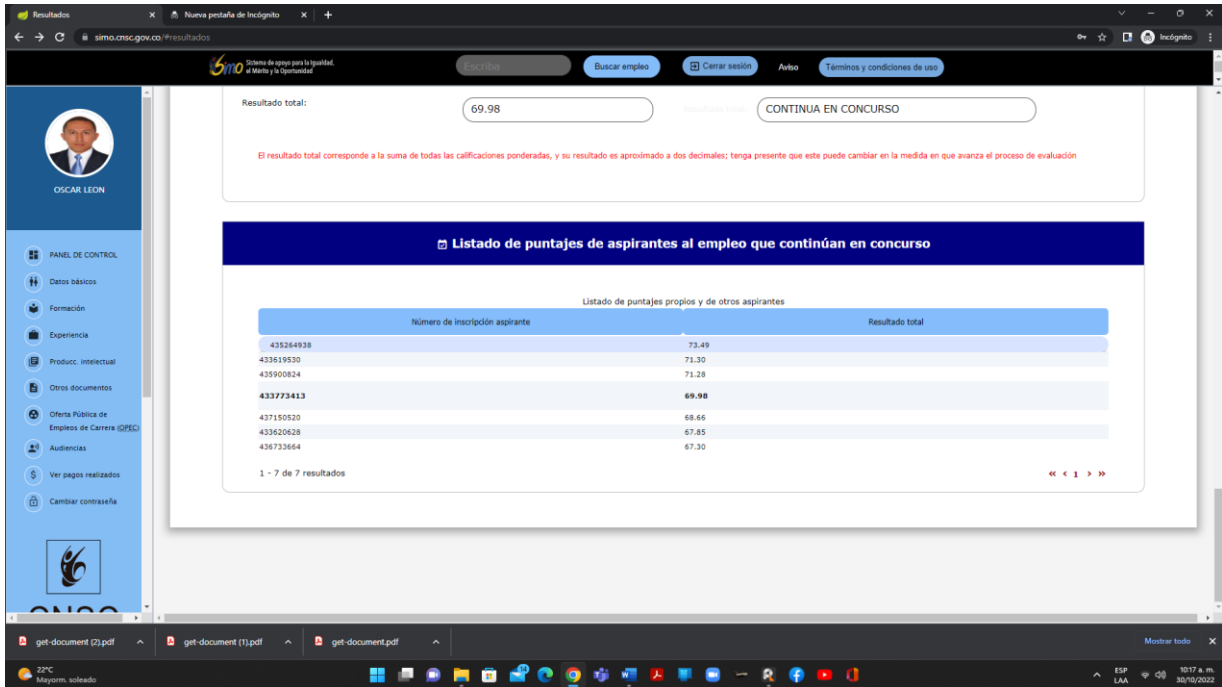 Resultados
Nueva pestaña de Incógnito
simo.cnsc.gov.co/#resultados
Incógnito
Simo Sistema de apoyo para la Igualdad,
el Mérito y la Oportunidad
Escriba
Buscar empleo
Cerrar sesión
Aviso
Términos y condiciones de uso
OSCAR LEON
PANEL DE CONTROL
Datos básicos
Formación
Experiencia
Producc. intelectual
Otros documentos
Oferta Pública de
Empleos de Carrera (OPEC)
Audiencias
Ver pagos realizados
Cambiar contraseña
CNSC
Resultado total:
69.98
Resultado total:
CONTINUA EN CONCURSO
El resultado total corresponde a la suma de todas las calificaciones ponderadas, y su resultado es aproximado a dos decimales; tenga presente que este puede cambiar en la medida en que avanza el proceso de evaluación
Listado de puntajes de aspirantes al empleo que continúan en concurso
Listado de puntajes propios y de otros aspirantes
Número de inscripción aspirante Resultado total
435264938 73.49
433619530 71.30
435900824 71.28
433773413 69.98
437150520 68.66
433620628 67.85
436733664 67.30
1 - 7 de 7 resultados
« < 1 > »
get-document (2).pdf
get-document (1).pdf
get-document.pdf
Mostrar todo
22°C
Mayorm. soleado
ESP
LAA
10:17 a. m.
30/10/2022